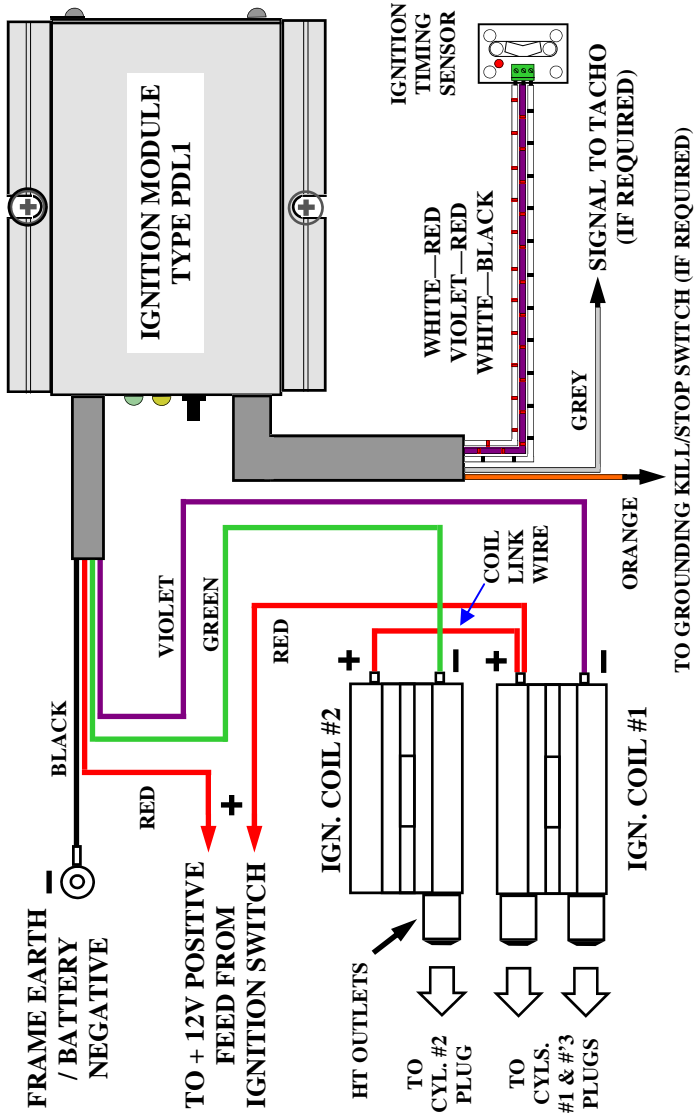 IGNITION MODULE
TYPE PDL1
IGNITION
TIMING
SENSOR
WHITE—RED
VIOLET—RED
WHITE—BLACK
SIGNAL TO TACHO
(IF REQUIRED)
GREY
ORANGE
TO GROUNDING KILL/STOP SWITCH (IF REQUIRED)
BLACK
RED
VIOLET
GREEN
RED
COIL
LINK
WIRE
–
FRAME EARTH
/ BATTERY
NEGATIVE
+
TO + 12V POSITIVE
FEED FROM
IGNITION SWITCH
+
–
IGN. COIL #2
+
–
IGN. COIL #1
HT OUTLETS
TO
CYL. #2
PLUG
TO
CYLS.
#1 & #'3
PLUGS